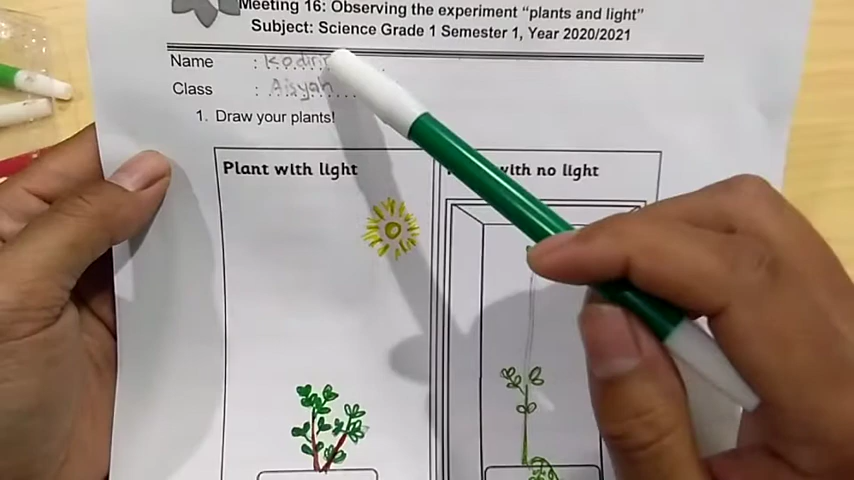 Meeting 16: Observing the experiment “plants and light”
Subject: Science Grade 1 Semester 1, Year 2020/2021
Name :
Class : Aisyah
1. Draw your plants!
Plant with light
with no light